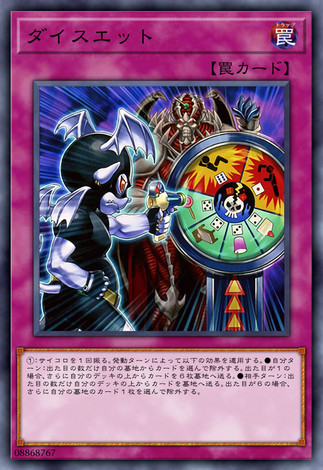 ダイスエット
トラップ
罠
【罠カード】
①：サイコロを１回振る。発動ターンによって以下の効果を適用する。●自分タ
ーン：出た目の数だけ自分の墓地からカードを選んで除外する。出た目が１の
場合、さらに自分のデッキの上からカードを６枚墓地へ送る。●相手ターン：出た
目の数だけ自分のデッキの上からカードを墓地へ送る。出た目が６の場合、さ
らに自分の墓地のカード１枚を選んで除外する。
08868767